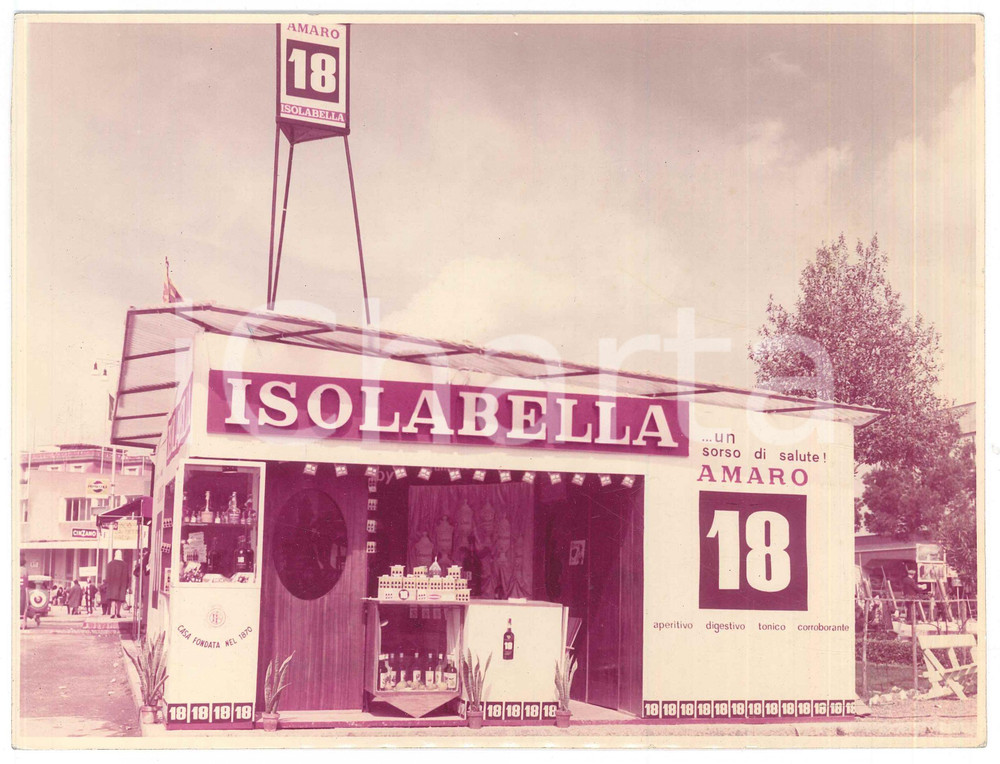 AMARO
18
ISOLABELLA
ISOLABELLA
...un
sorso di salute!
AMARO
18
aperitivo digestivo tonico corroborante
CASA FONDATA NEL 1870
18
18 18 18 18
18 18 18 18
18 18 18 18 18 18 18 18 18 18 18 18
CINZANO
iCharta